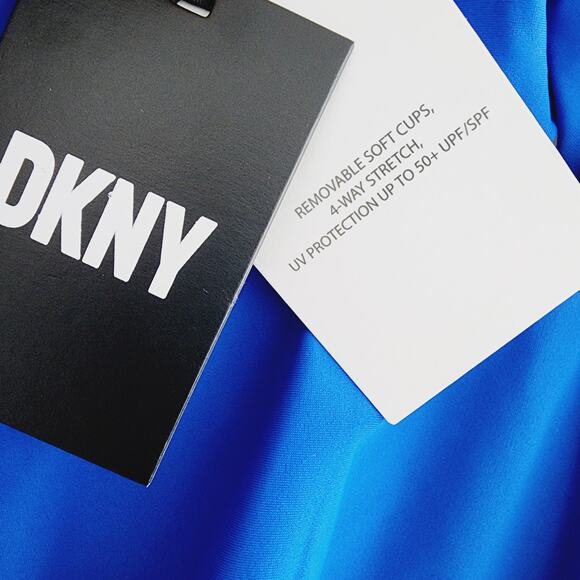 DKNY
REMOVABLE SOFT CUPS,
4-WAY STRETCH,
UV PROTECTION UP TO 50+ UPF/SPF